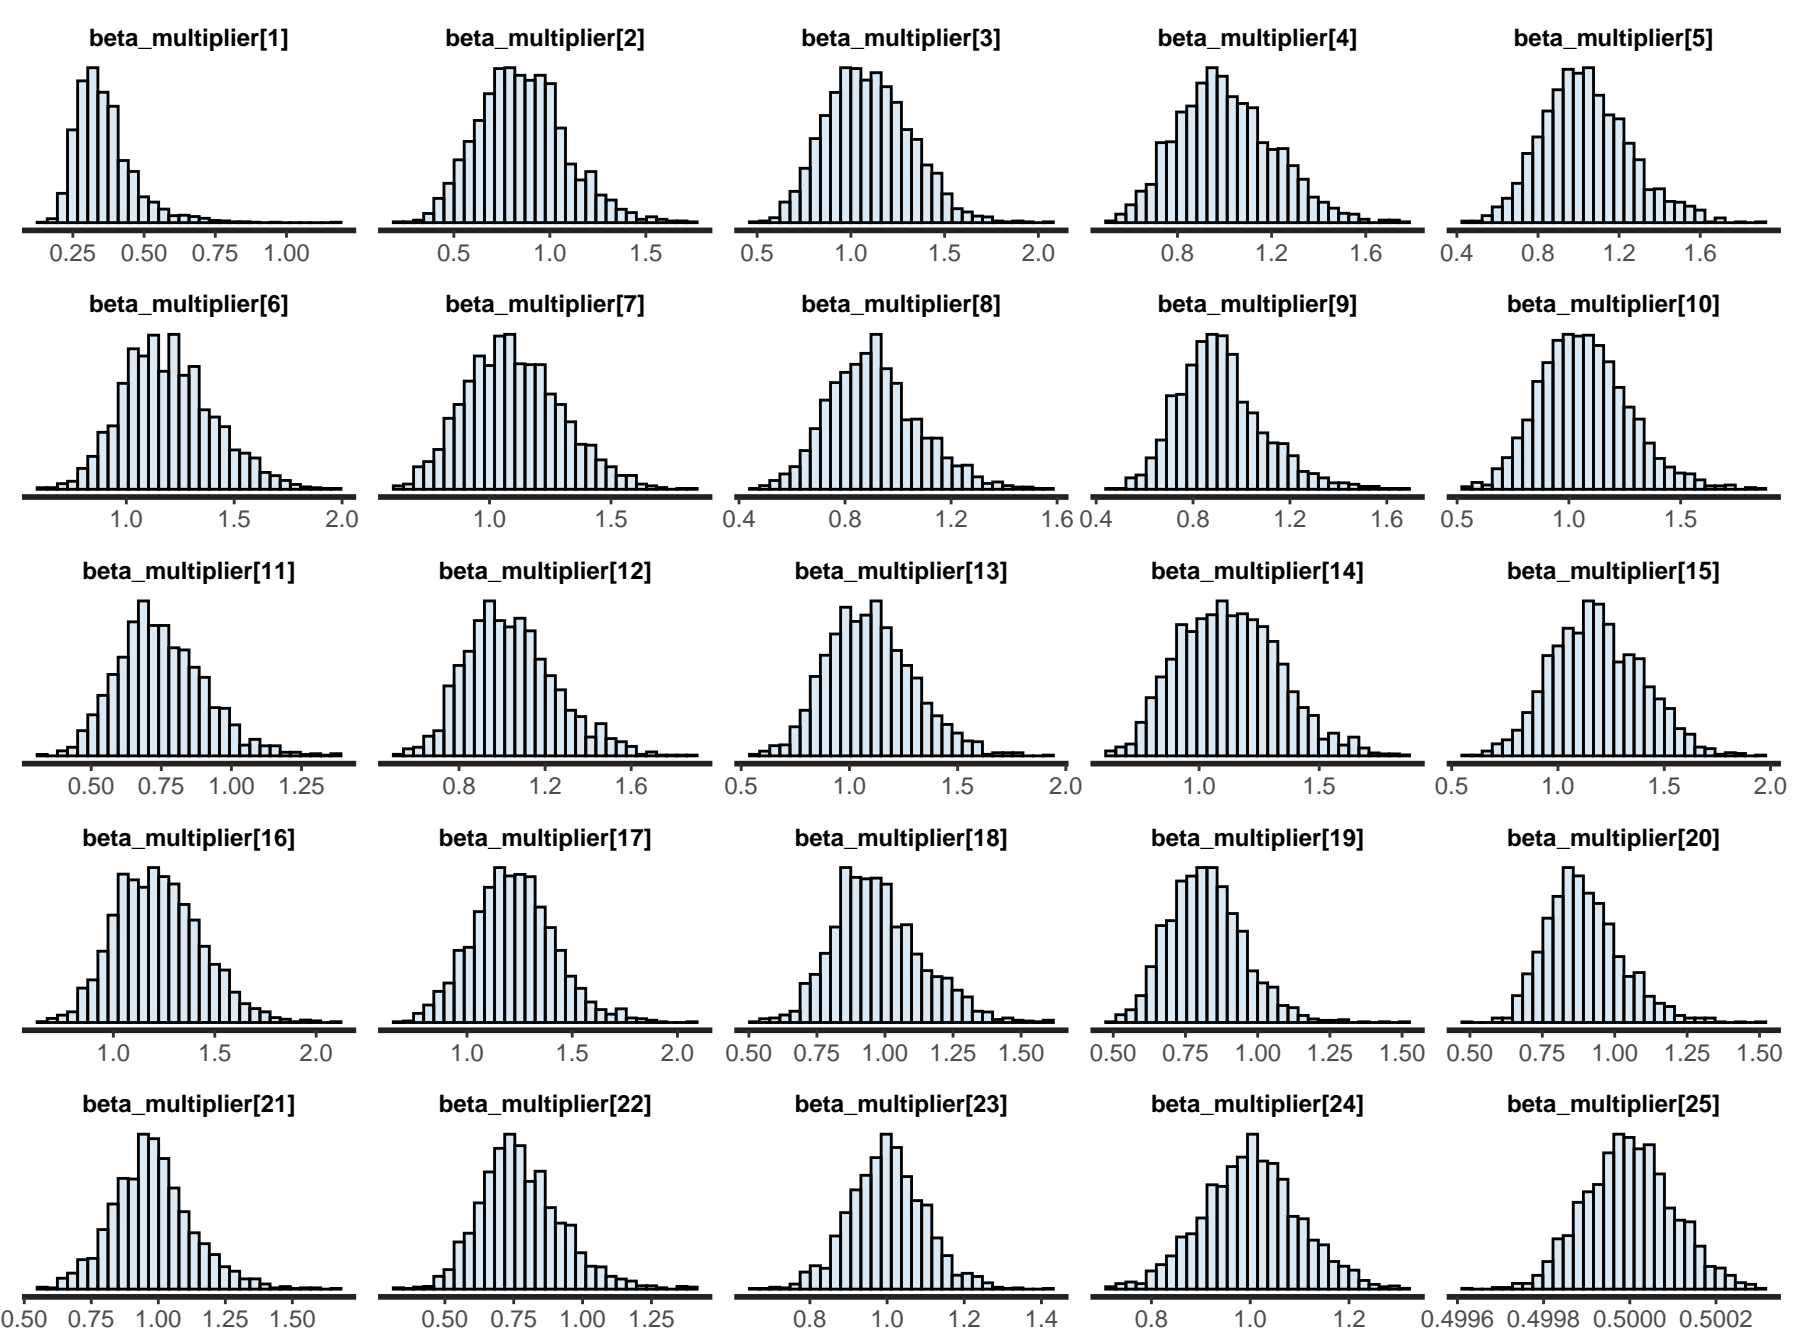 beta_multiplier[1] beta_multiplier[2] beta_multiplier[3] beta_multiplier[4] beta_multiplier[5]
0.25 0.50 0.75 1.00 0.5 1.0 1.5 0.5 1.0 1.5 2.0 0.8 1.2 1.6 0.4 0.8 1.2 1.6
beta_multiplier[6] beta_multiplier[7] beta_multiplier[8] beta_multiplier[9] beta_multiplier[10]
1.0 1.5 2.0 1.0 1.5 0.4 0.8 1.2 1.6 0.4 0.8 1.2 1.6 0.5 1.0 1.5
beta_multiplier[11] beta_multiplier[12] beta_multiplier[13] beta_multiplier[14] beta_multiplier[15]
0.50 0.75 1.00 1.25 0.8 1.2 1.6 0.5 1.0 1.5 2.0 1.0 1.5 0.5 1.0 1.5 2.0
beta_multiplier[16] beta_multiplier[17] beta_multiplier[18] beta_multiplier[19] beta_multiplier[20]
1.0 1.5 2.0 1.0 1.5 2.0 0.50 0.75 1.00 1.25 1.50 0.50 0.75 1.00 1.25 1.50 0.50 0.75 1.00 1.25 1.50
beta_multiplier[21] beta_multiplier[22] beta_multiplier[23] beta_multiplier[24] beta_multiplier[25]
0.50 0.75 1.00 1.25 1.50 0.50 0.75 1.00 1.25 0.8 1.0 1.2 1.4 0.8 1.0 1.2 0.4996 0.4998 0.5000 0.5002